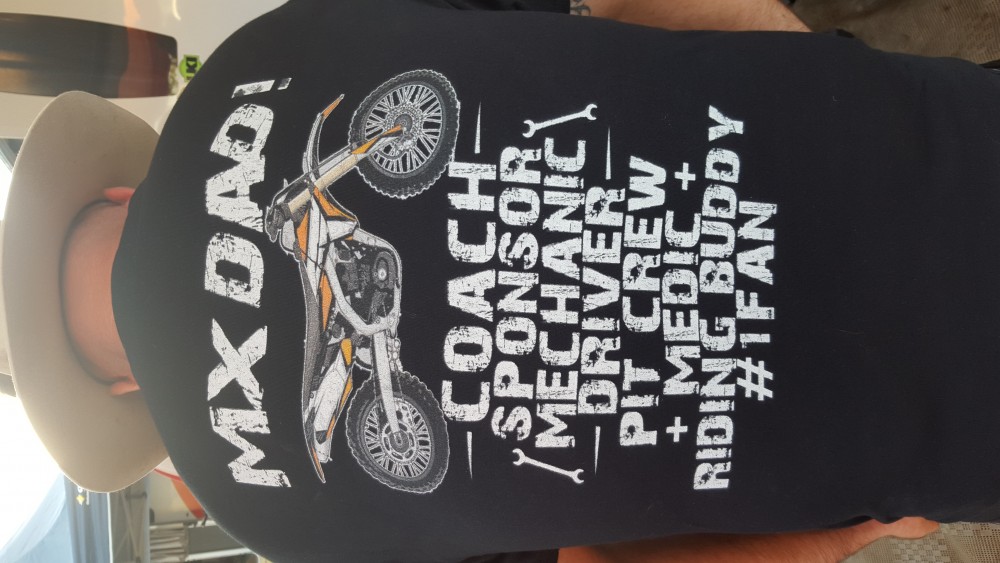 MX DAD!
COACH
SPONSOR
MECHANIC
DRIVER
PIT CREW
+ MEDIC +
RIDING BUDDY
#1 FAN